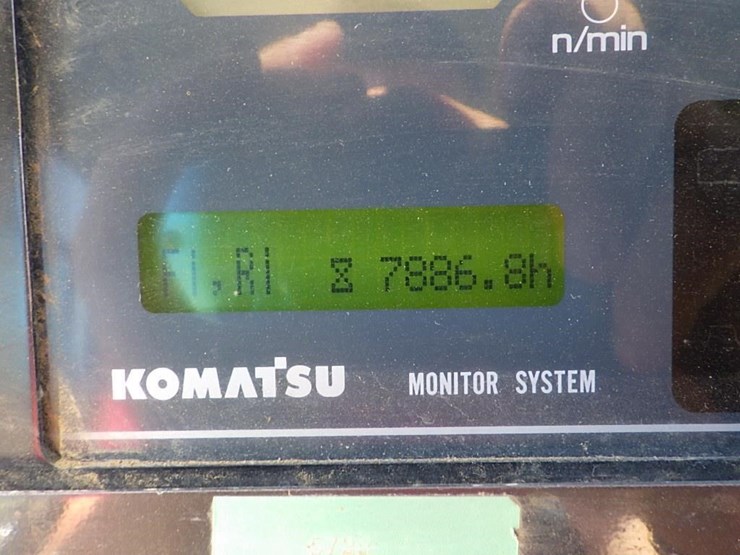 n/min
F1,R1 ⧖ 7886.8h
KOMATSU
MONITOR SYSTEM